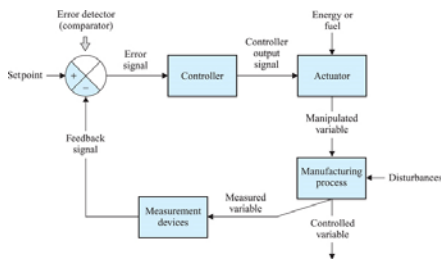 Error detector
(comparator)
Energy or
fuel
Error
signal
Controller
output
signal
Setpoint
+
−
Controller
Actuator
Manipulated
variable
Feedback
signal
Manufacturing
process
Disturbances
Measured
variable
Measurement
devices
Controlled
variable